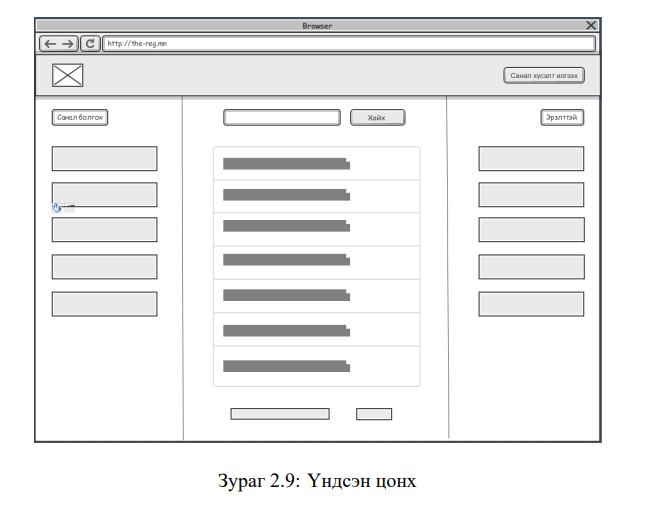 Browser
http://the-reg.mn
Санал хүсэлт илгээх
Санал болгох
Хайх
Эрэлттэй
Зураг 2.9: Үндсэн цонх